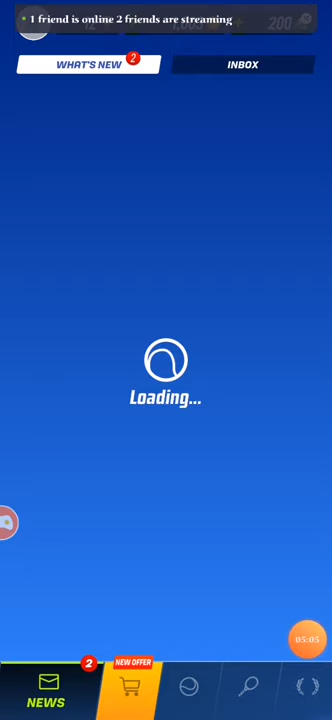 1 friend is online 2 friends are streaming
200
WHAT'S NEW
2
INBOX
Loading...
05:05
2
NEW OFFER
NEWS